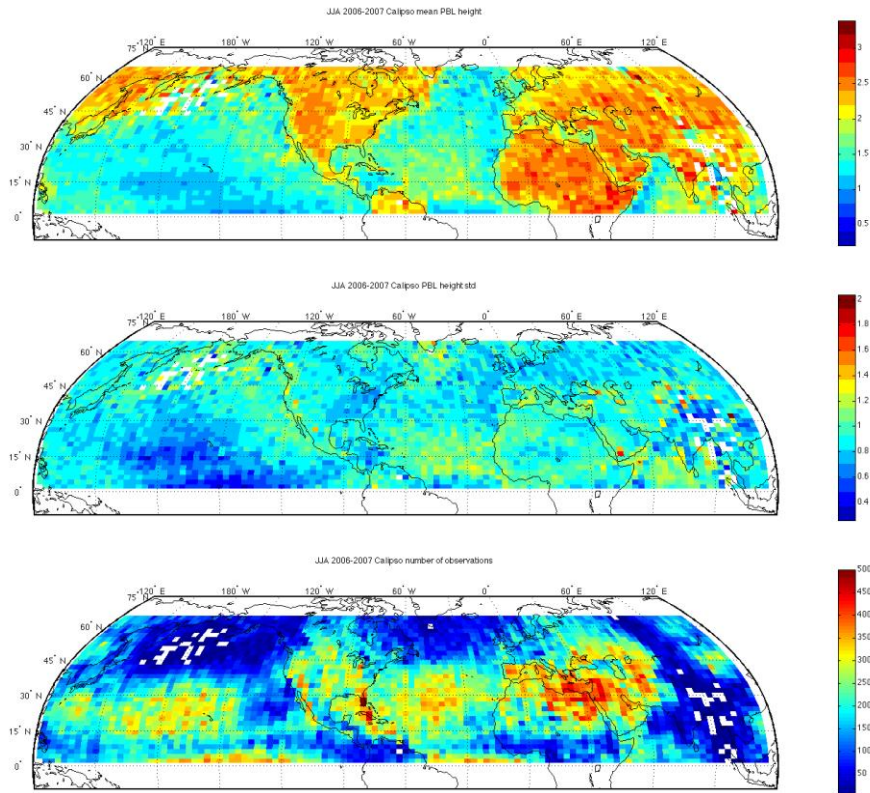 JJA 2006-2007 Calipso mean PBL height
120° E 180° W 120° W 60° W 0° 60° E 120° E
75° N
60° N
45° N
30° N
15° N
0°
3
2.5
2
1.5
1
0.5
JJA 2006-2007 Calipso PBL height std
120° E 180° W 120° W 60° W 0° 60° E 120° E
75° N
60° N
45° N
30° N
15° N
0°
2
1.8
1.6
1.4
1.2
1
0.8
0.6
0.4
JJA 2006-2007 Calipso number of observations
120° E 180° W 120° W 60° W 0° 60° E 120° E
75° N
60° N
45° N
30° N
15° N
0°
500
450
400
350
300
250
200
150
100
50